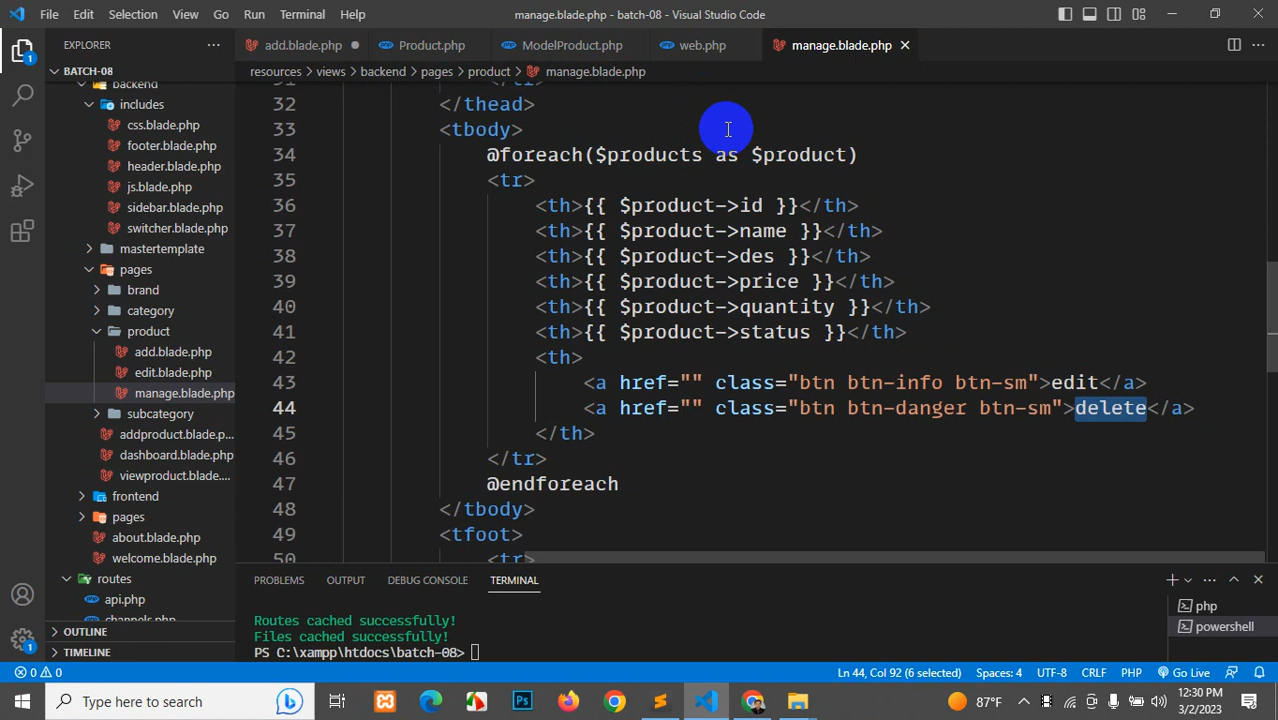 File Edit Selection View Go Run Terminal Help manage.blade.php - batch-08 - Visual Studio Code
EXPLORER
BATCH-08
backend
includes
css.blade.php
footer.blade.php
header.blade.php
js.blade.php
sidebar.blade.php
switcher.blade.php
mastertemplate
pages
brand
category
product
add.blade.php
edit.blade.php
manage.blade.php
subcategory
addproduct.blade.p...
dashboard.blade.php
viewproduct.blade....
frontend
pages
about.blade.php
welcome.blade.php
routes
api.php
channels.php
OUTLINE
TIMELINE
add.blade.php Product.php ModelProduct.php web.php manage.blade.php
resources > views > backend > pages > product > manage.blade.php
31 </tr>
32 </thead>
33 <tbody>
34 @foreach($products as $product)
35 <tr>
36 <th>{{ $product->id }}</th>
37 <th>{{ $product->name }}</th>
38 <th>{{ $product->des }}</th>
39 <th>{{ $product->price }}</th>
40 <th>{{ $product->quantity }}</th>
41 <th>{{ $product->status }}</th>
42 <th>
43 <a href="" class="btn btn-info btn-sm">edit</a>
44 <a href="" class="btn btn-danger btn-sm">delete</a>
45 </th>
46 </tr>
47 @endforeach
48 </tbody>
49 <tfoot>
50 <tr>
PROBLEMS OUTPUT DEBUG CONSOLE TERMINAL
Routes cached successfully!
Files cached successfully!
PS C:\xampp\htdocs\batch-08>
php
powershell
0 0 Ln 44, Col 92 (6 selected) Spaces: 4 UTF-8 CRLF PHP Go Live
Type here to search
87°F
12:30 PM
3/2/2023